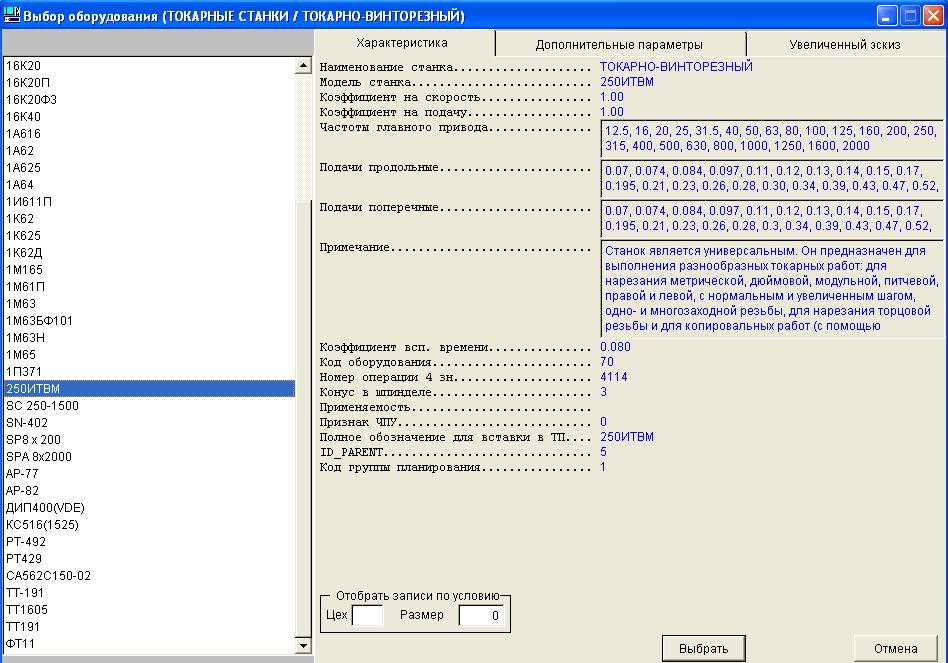 Выбор оборудования (ТОКАРНЫЕ СТАНКИ / ТОКАРНО-ВИНТОРЕЗНЫЙ)
Характеристика
Дополнительные параметры
Увеличенный эскиз
16К20
16К20П
16К20Ф3
16К40
1А616
1А62
1А625
1А64
1И611П
1К62
1К625
1К62Д
1М165
1М61П
1М63
1М63БФ101
1М63Н
1М65
1П371
250ИТВМ
SC 250-1500
SN-402
SP8 x 200
SPA 8x2000
АР-77
АР-82
ДИП400(VDE)
КС516(1525)
РТ-492
РТ429
СА562С150-02
ТТ-191
ТТ1605
ТТ191
ФТ11
Наименование станка................... ТОКАРНО-ВИНТОРЕЗНЫЙ
Модель станка......................... 250ИТВМ
Коэффициент на скорость............... 1.00
Коэффициент на подачу................. 1.00
Частоты главного привода.............. 12.5, 16, 20, 25, 31.5, 40, 50, 63, 80, 100, 125, 160, 200, 250,
315, 400, 500, 630, 800, 1000, 1250, 1600, 2000
Подачи продольные..................... 0.07, 0.074, 0.084, 0.097, 0.11, 0.12, 0.13, 0.14, 0.15, 0.17,
0.195, 0.21, 0.23, 0.26, 0.28, 0.30, 0.34, 0.39, 0.43, 0.47, 0.52,
Подачи поперечные..................... 0.07, 0.074, 0.084, 0.097, 0.11, 0.12, 0.13, 0.14, 0.15, 0.17,
0.195, 0.21, 0.23, 0.26, 0.28, 0.3, 0.34, 0.39, 0.43, 0.47, 0.52,
Примечание............................ Станок является универсальным. Он предназначен для
выполнения разнообразных токарных работ: для
нарезания метрической, дюймовой, модульной, питчевой,
правой и левой, с нормальным и увеличенным шагом,
одно- и многозаходной резьбы, для нарезания торцовой
резьбы и для копировальных работ (с помощью
Коэффициент всп. времени.............. 0.080
Код оборудования...................... 70
Номер операции 4 зн................... 4114
Конус в шпинделе...................... 3
Применяемость.........................
Признак ЧПУ........................... 0
Полное обозначение для вставки в ТП.... 250ИТВМ
ID_PARENT............................. 5
Код группы планирования............... 1
Отобрать записи по условию
Цех Размер 0
Выбрать
Отмена